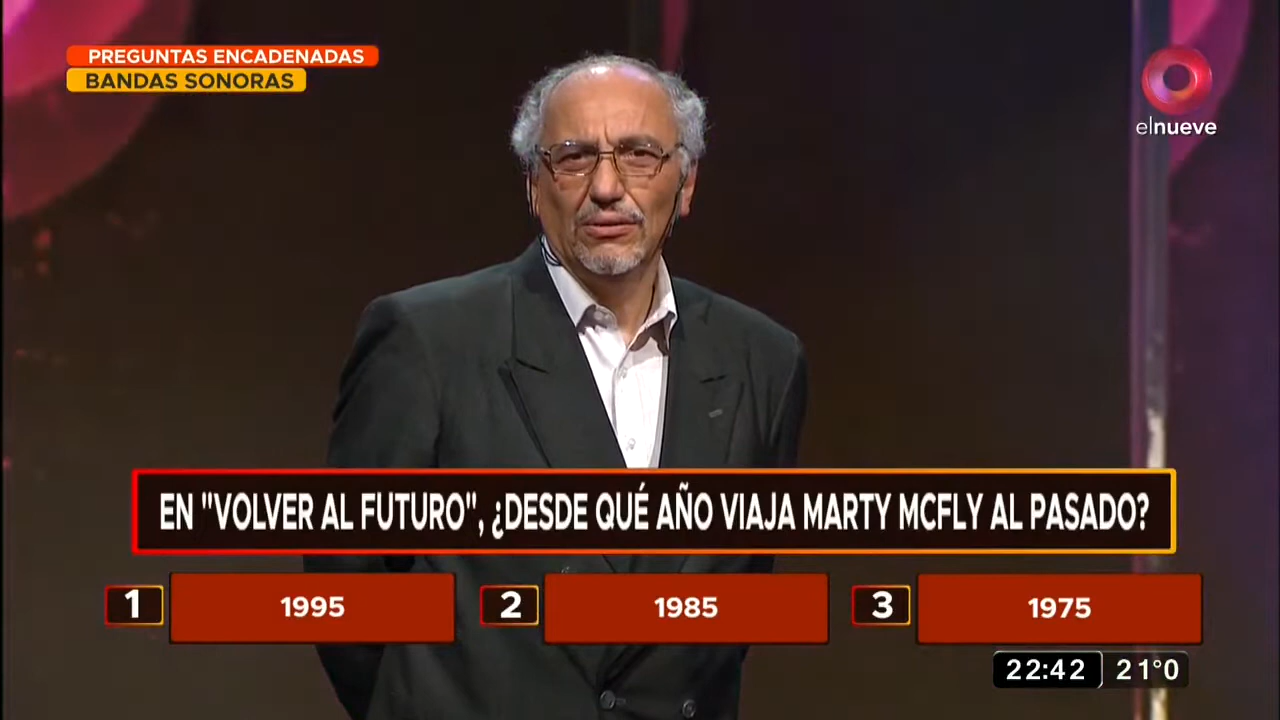 PREGUNTAS ENCADENADAS
BANDAS SONORAS
elnueve
EN "VOLVER AL FUTURO", ¿DESDE QUÉ AÑO VIAJA MARTY MCFLY AL PASADO?
1 1995 2 1985 3 1975
22:42 21°0